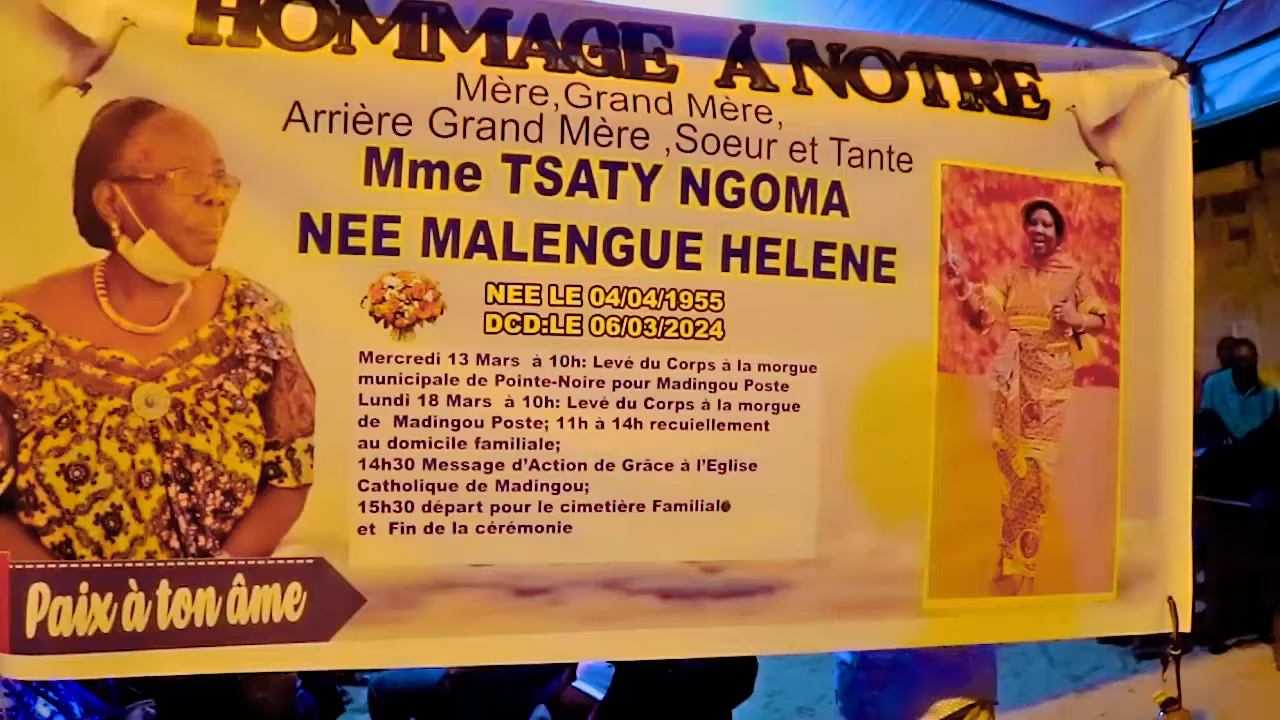 HOMMAGE Á NOTRE
Mère,Grand Mère,
Arrière Grand Mère ,Soeur et Tante
Mme TSATY NGOMA
NEE MALENGUE HELENE
NEE LE 04/04/1955
DCD:LE 06/03/2024
Mercredi 13 Mars à 10h: Levé du Corps à la morgue
municipale de Pointe-Noire pour Madingou Poste
Lundi 18 Mars à 10h: Levé du Corps à la morgue
de Madingou Poste; 11h à 14h recuiellement
au domicile familiale;
14h30 Message d'Action de Grâce à l'Eglise
Catholique de Madingou;
15h30 départ pour le cimetière Familiale
et Fin de la cérémonie
Paix à ton âme